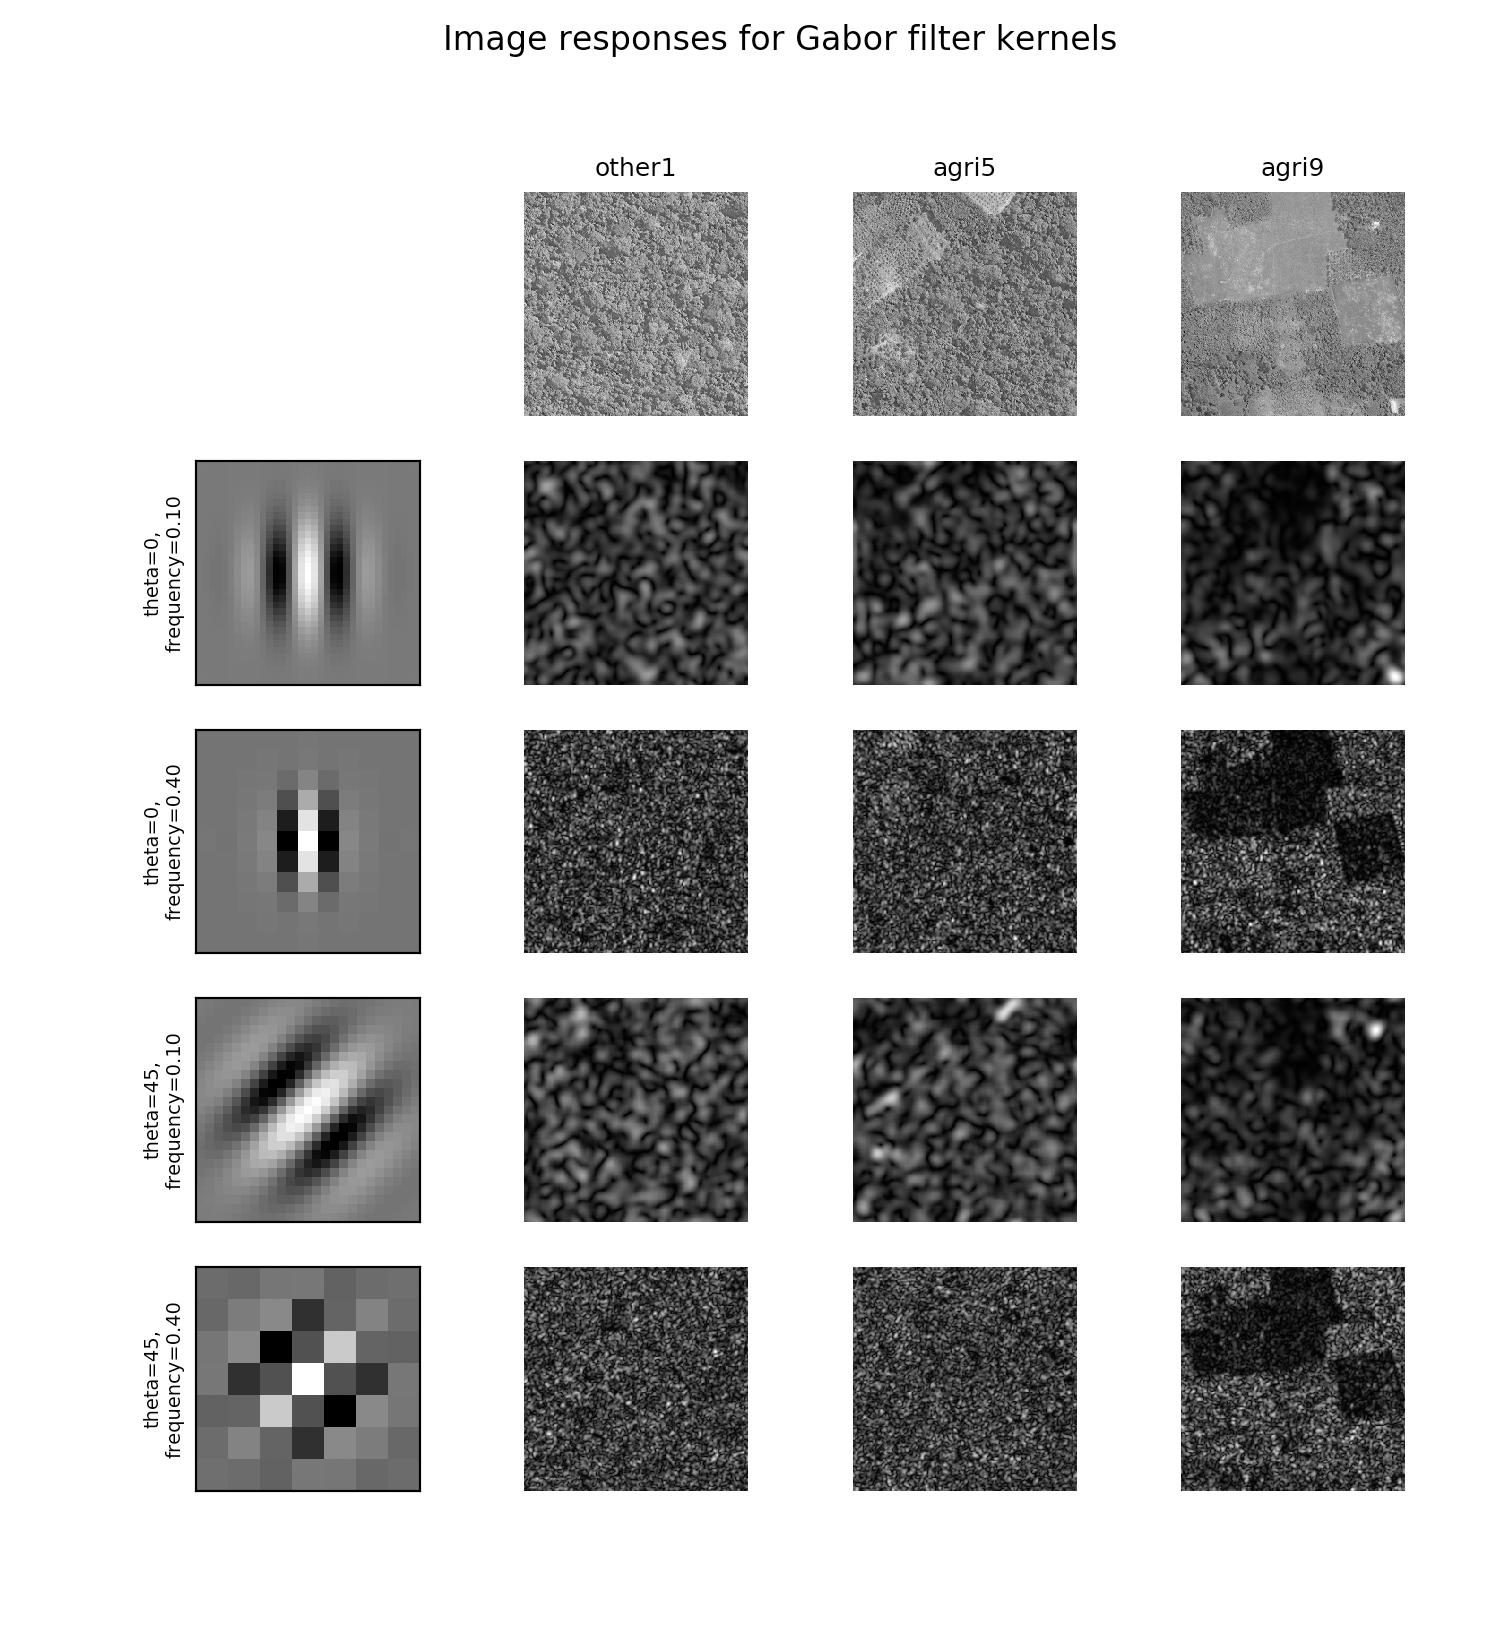 Image responses for Gabor filter kernels
other1
agri5
agri9
theta=0,
frequency=0.10
theta=0,
frequency=0.40
theta=45,
frequency=0.10
theta=45,
frequency=0.40